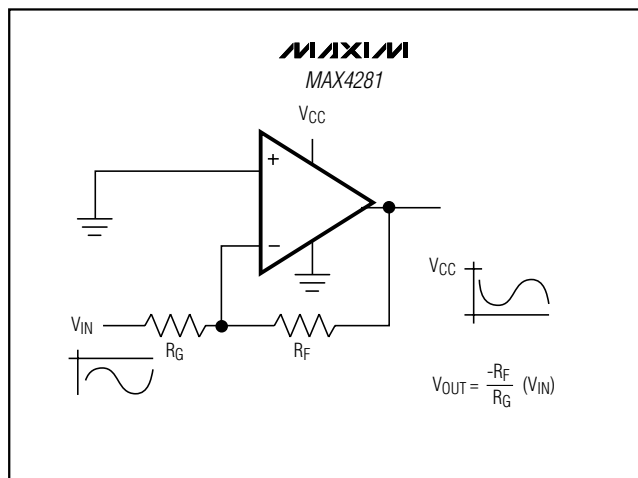 MAXIM
MAX4281
VCC
+
−
VCC
VIN
RG
RF
VOUT = -RF/RG (VIN)